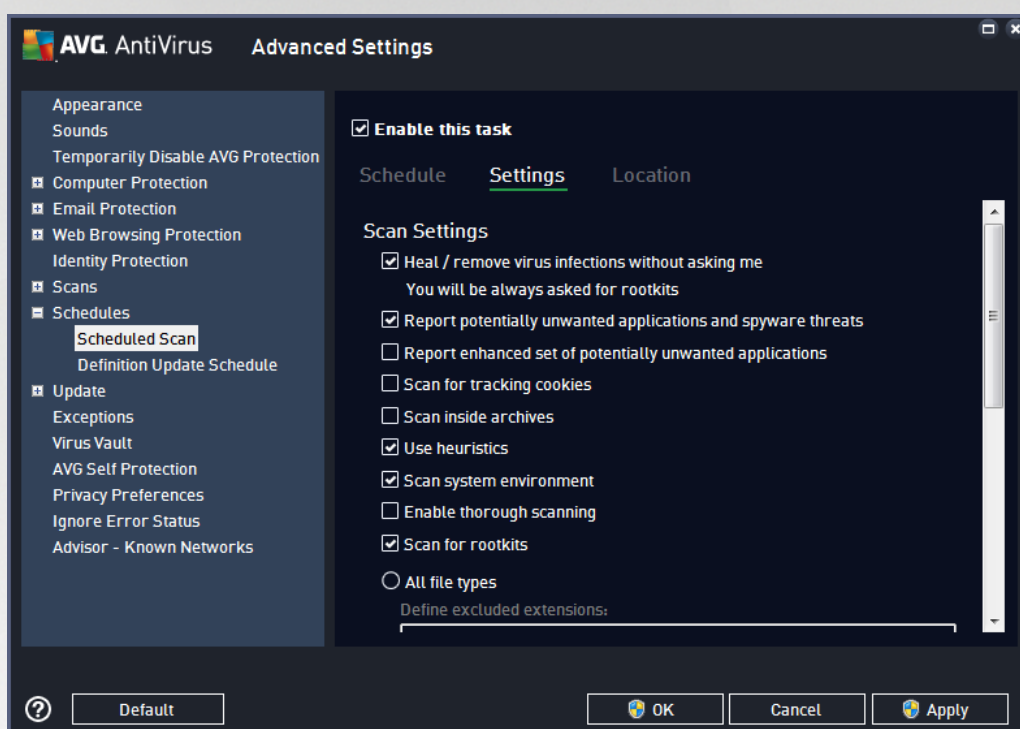 AVG. AntiVirus Advanced Settings
Appearance
Sounds
Temporarily Disable AVG Protection
Computer Protection
Email Protection
Web Browsing Protection
Identity Protection
Scans
Schedules
Scheduled Scan
Definition Update Schedule
Update
Exceptions
Virus Vault
AVG Self Protection
Privacy Preferences
Ignore Error Status
Advisor - Known Networks
Enable this task
Schedule Settings Location
Scan Settings
Heal / remove virus infections without asking me
You will be always asked for rootkits
Report potentially unwanted applications and spyware threats
Report enhanced set of potentially unwanted applications
Scan for tracking cookies
Scan inside archives
Use heuristics
Scan system environment
Enable thorough scanning
Scan for rootkits
All file types
Define excluded extensions:
? Default OK Cancel Apply